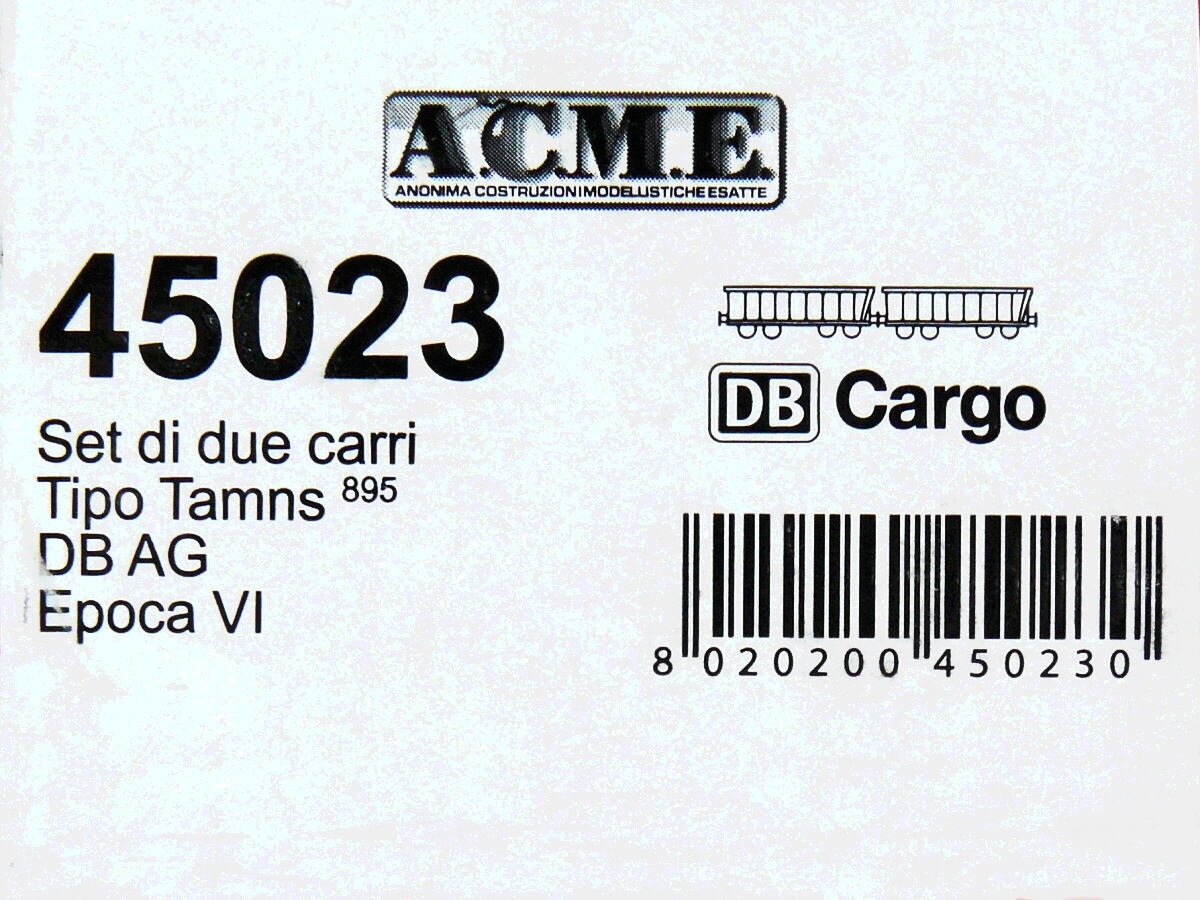 A.C.M.E.
ANONIMA COSTRUZIONI MODELLISTICHE ESATTE
45023
Set di due carri
Tipo Tamns 895
DB AG
Epoca VI
DB Cargo
8 020200 450230